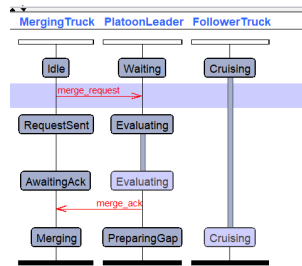 MergingTruck PlatoonLeader FollowerTruck
Idle Waiting Cruising
merge_request
RequestSent Evaluating
AwaitingAck Evaluating
merge_ack
Merging PreparingGap Cruising